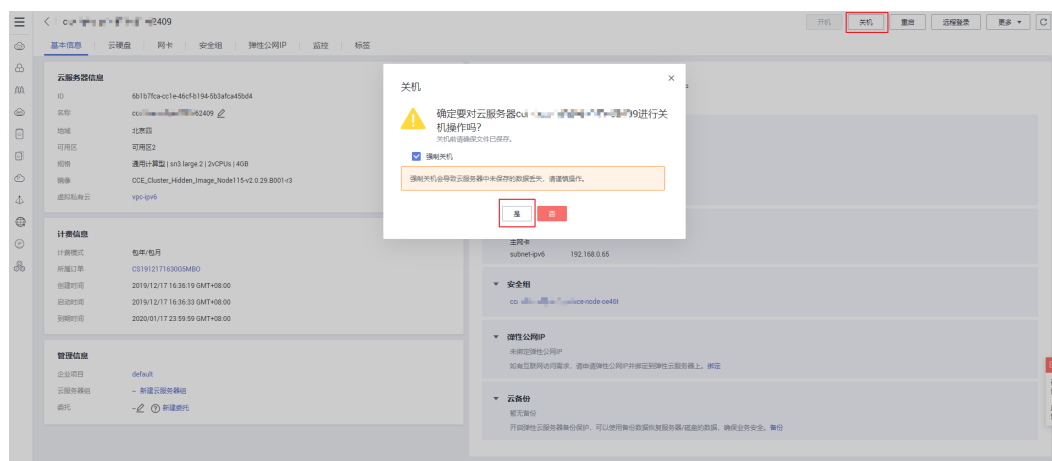 2409
开机 关机 重启 远程登录 更多 C
基本信息 云硬盘 网卡 安全组 弹性公网IP 监控 标签
云服务器信息
ID 6b1b7fca-cc1e-46cf-b194-5b3afca45bd4
名称 62409
地域 北京四
可用区 可用区2
规格 通用计算型 | sn3.large.2 | 2vCPUs | 4GB
镜像 CCE_Cluster_Hidden_Image_Node115-v2.0.29.B001-r3
虚拟私有云 vpc-ipv6
计费信息
计费模式 包年/包月
所属订单 CS1912171630G5MBO
创建时间 2019/12/17 16:36:19 GMT+08:00
启动时间 2019/12/17 16:36:33 GMT+08:00
到期时间 2020/01/17 23:59:59 GMT+08:00
管理信息
企业项目 default
云服务器组 -- 新建云服务器组
委托 -- 新建委托
关机
确定要对云服务器 进行关
机操作吗?
关机前请确保文件已保存。
强制关机
强制关机会导致云服务器中未保存的数据丢失，请谨慎操作。
是 否
主网卡
subnet-ipv6 192.168.0.65
安全组
弹性公网IP
未绑定弹性公网IP
如有互联网访问需求，请申请弹性公网IP并绑定到弹性云服务器上。绑定
云备份
暂无备份
开启弹性云服务器备份保护，可以使用备份数据恢复服务器/磁盘的数据，确保业务安全。备份